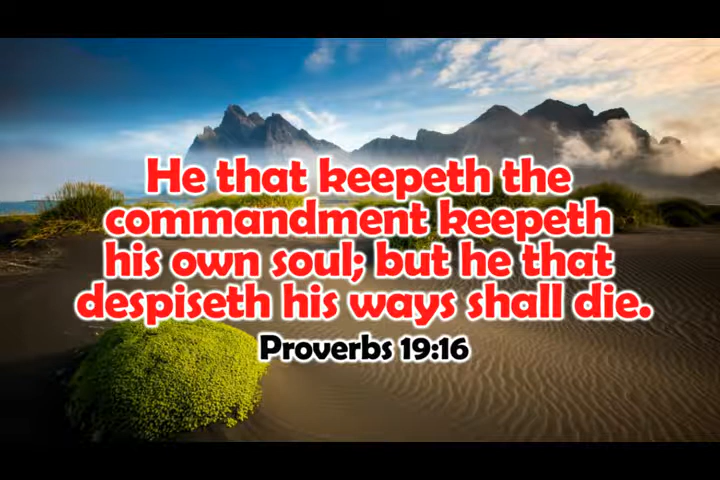 He that keepeth the
commandment keepeth
his own soul; but he that
despiseth his ways shall die.
Proverbs 19:16